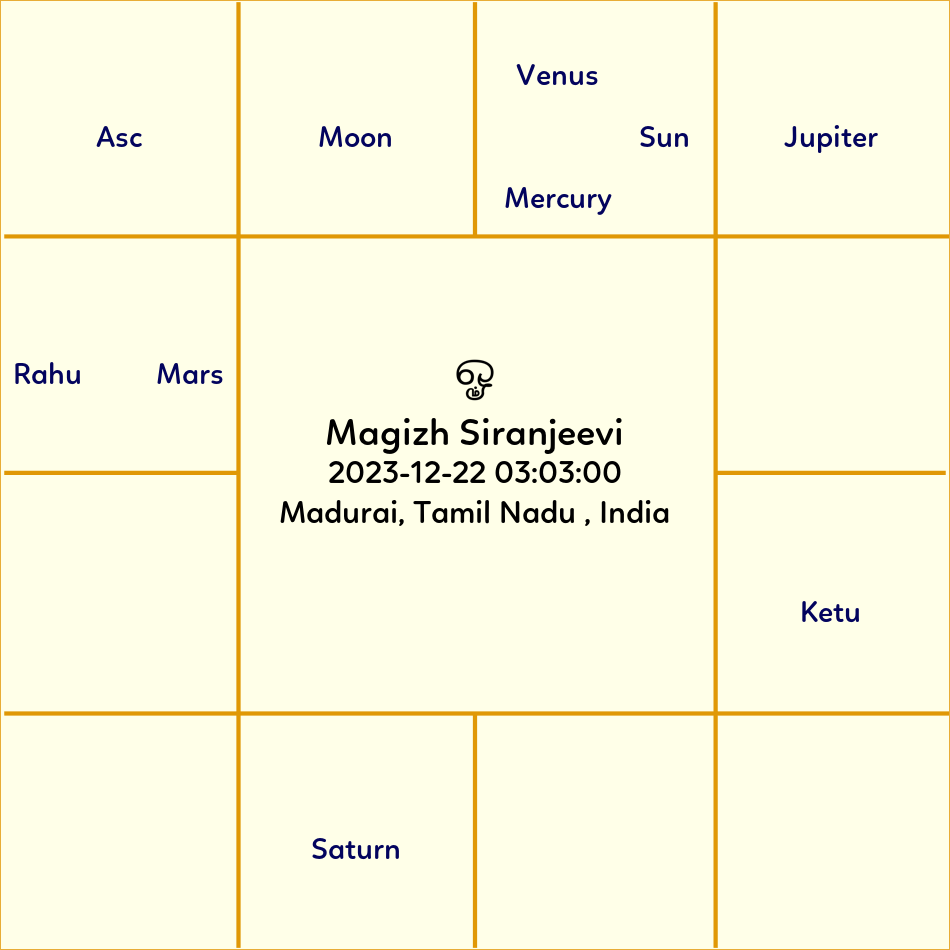 Venus
Asc Moon Sun Jupiter
Mercury
Rahu Mars
ௐ
Magizh Siranjeevi
2023-12-22 03:03:00
Madurai, Tamil Nadu , India
Ketu
Saturn